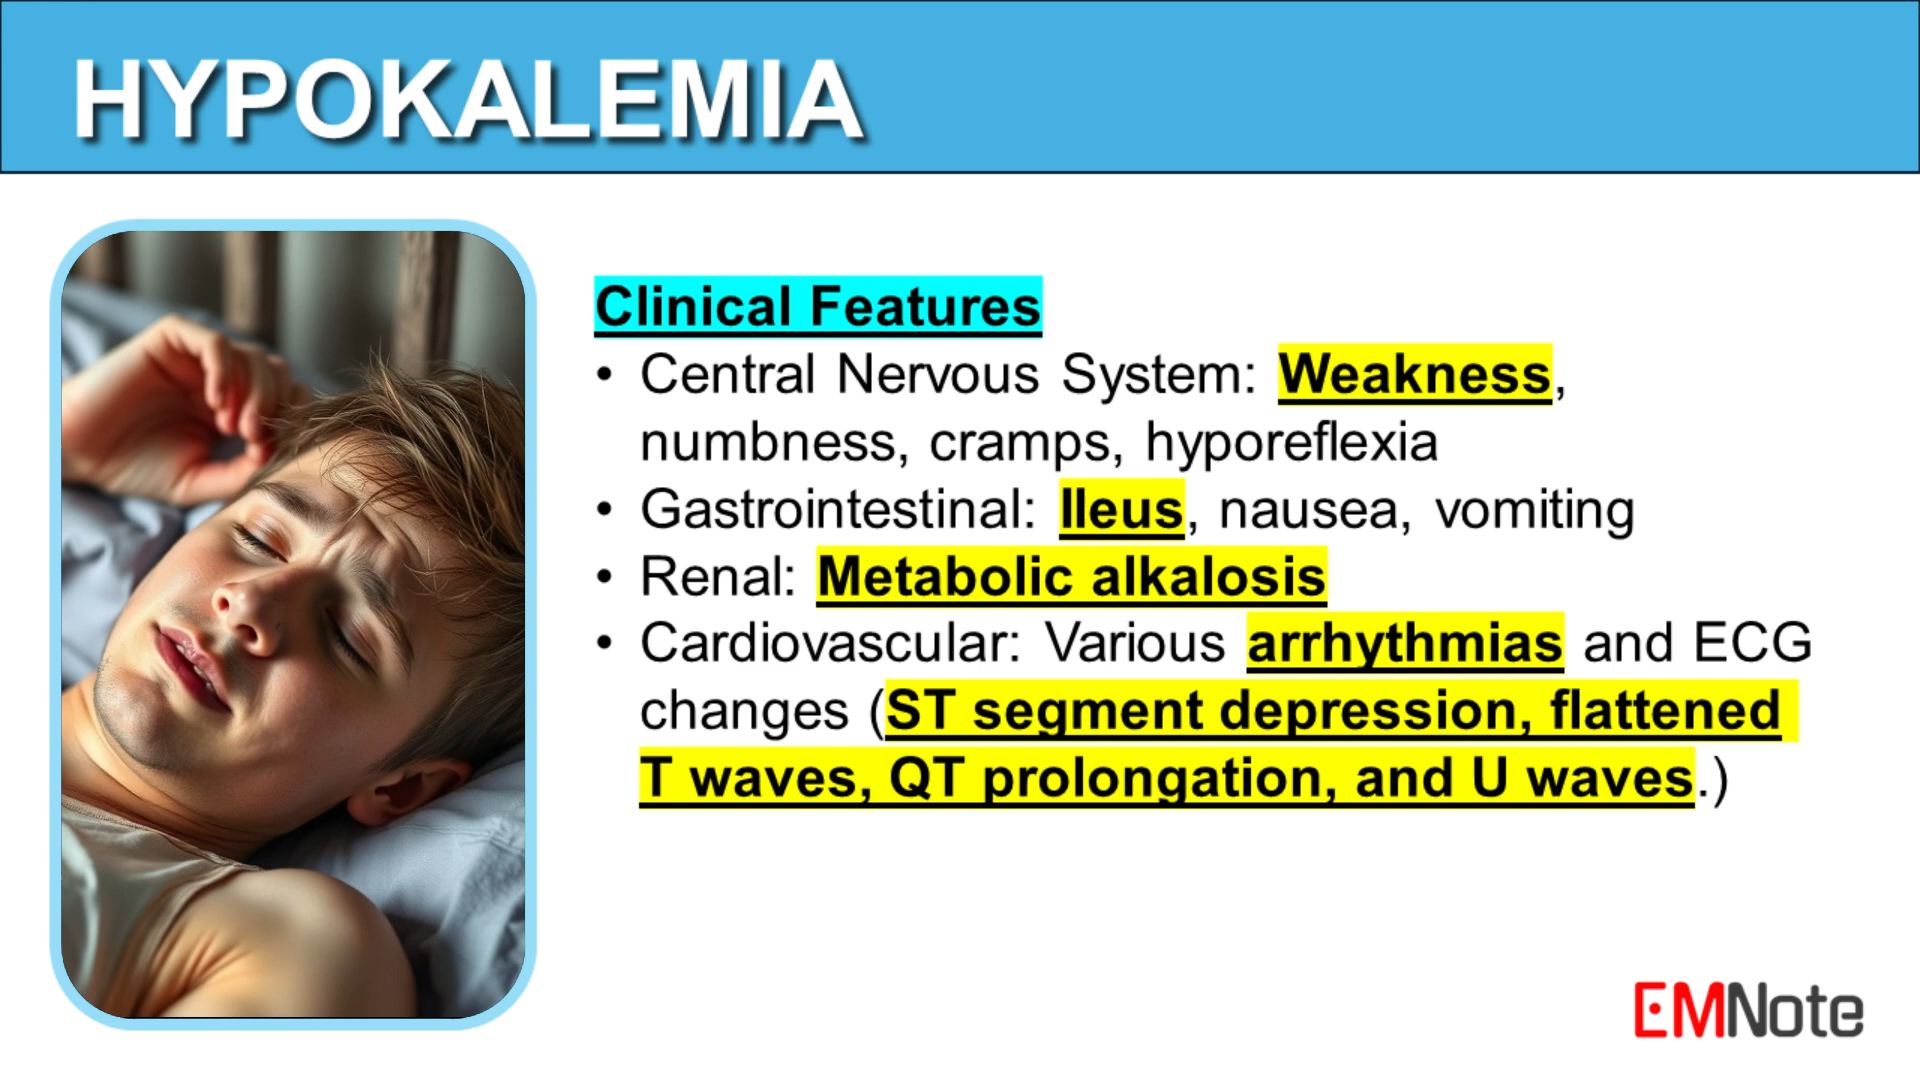 HYPOKALEMIA
Clinical Features
• Central Nervous System: Weakness,
numbness, cramps, hyporeflexia
• Gastrointestinal: Ileus, nausea, vomiting
• Renal: Metabolic alkalosis
• Cardiovascular: Various arrhythmias and ECG
changes (ST segment depression, flattened
T waves, QT prolongation, and U waves.)
EMNote